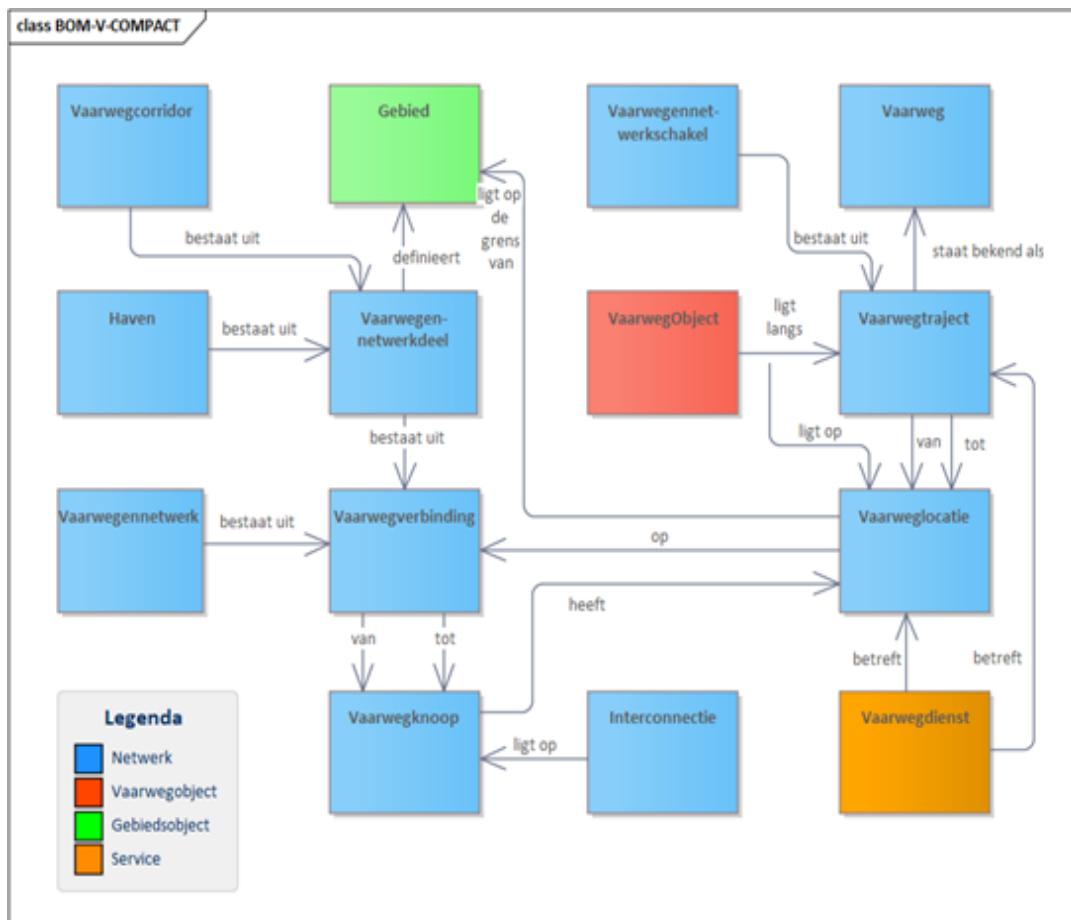 class BOM-V-COMPACT
Vaarwegcorridor
Gebied
Vaarwegennet-
werkschakel
Vaarweg
ligt op
de
grens
van
bestaat uit
definieert
bestaat uit
staat bekend als
Haven
bestaat uit
Vaarwegen-
netwerkdeel
VaarwegObject
ligt
langs
Vaarwegtraject
bestaat uit
ligt op
van
tot
Vaarwegennetwerk
bestaat uit
Vaarwegverbinding
op
Vaarweglocatie
heeft
van
tot
betreft
betreft
Vaarwegknoop
ligt op
Interconnectie
Vaarwegdienst
Legenda
Netwerk
Vaarwegobject
Gebiedsobject
Service